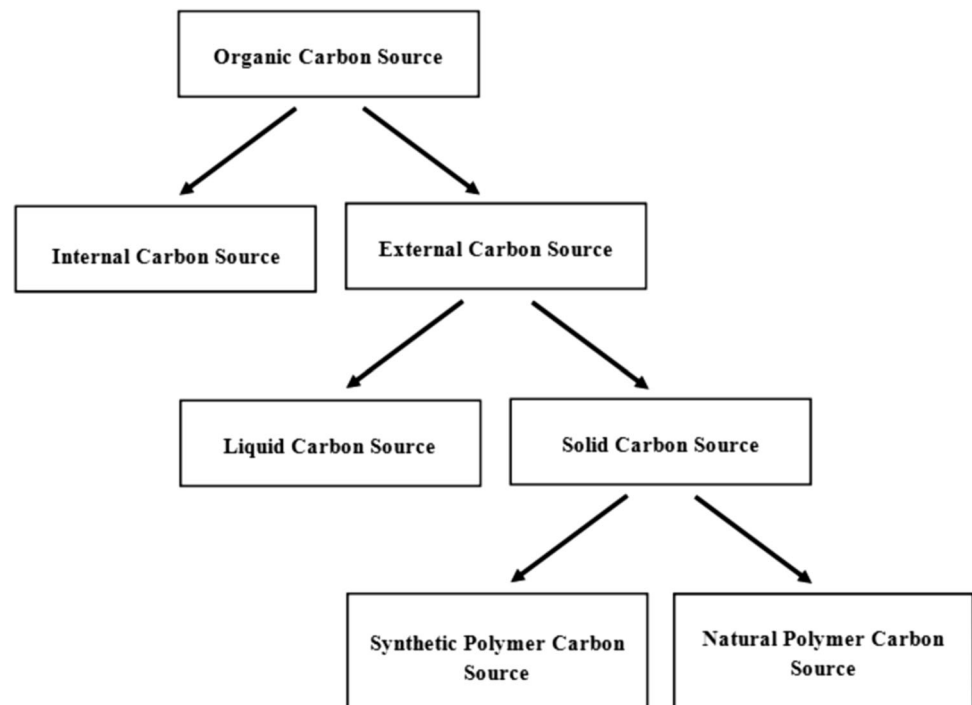 Organic Carbon Source
Internal Carbon Source
External Carbon Source
Liquid Carbon Source
Solid Carbon Source
Synthetic Polymer Carbon
Source
Natural Polymer Carbon
Source